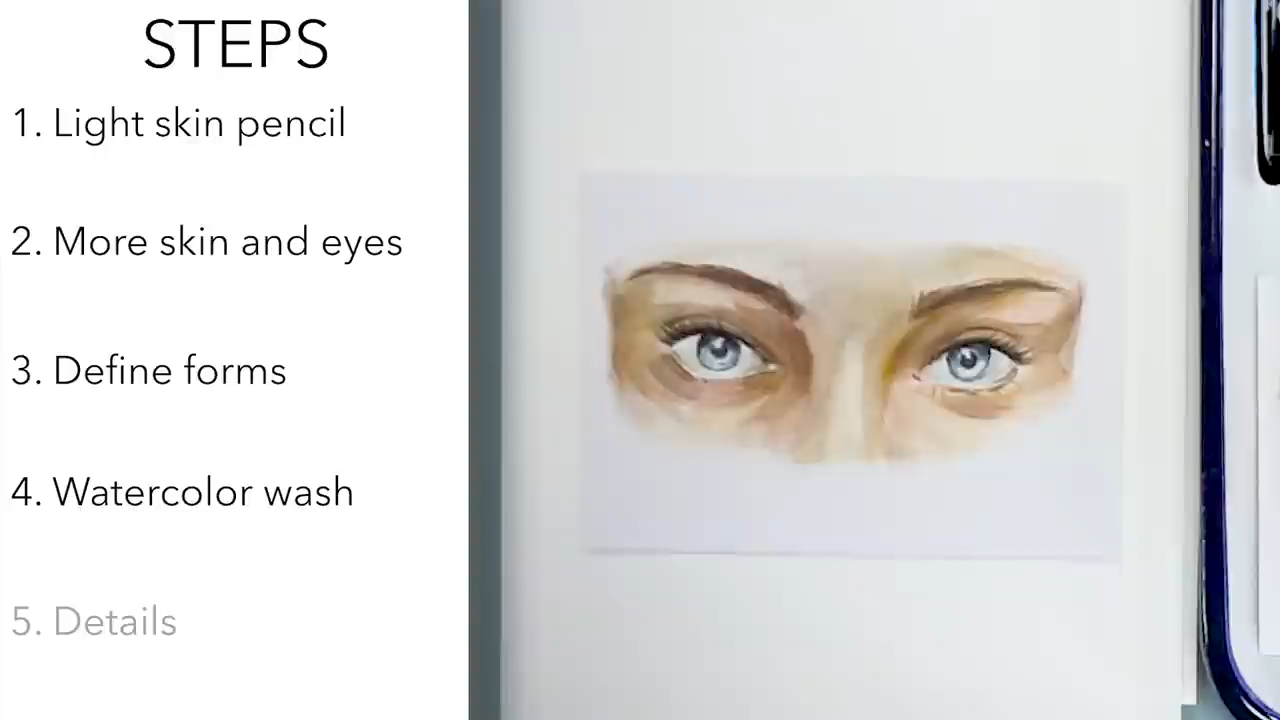 STEPS
1. Light skin pencil
2. More skin and eyes
3. Define forms
4. Watercolor wash
5. Details